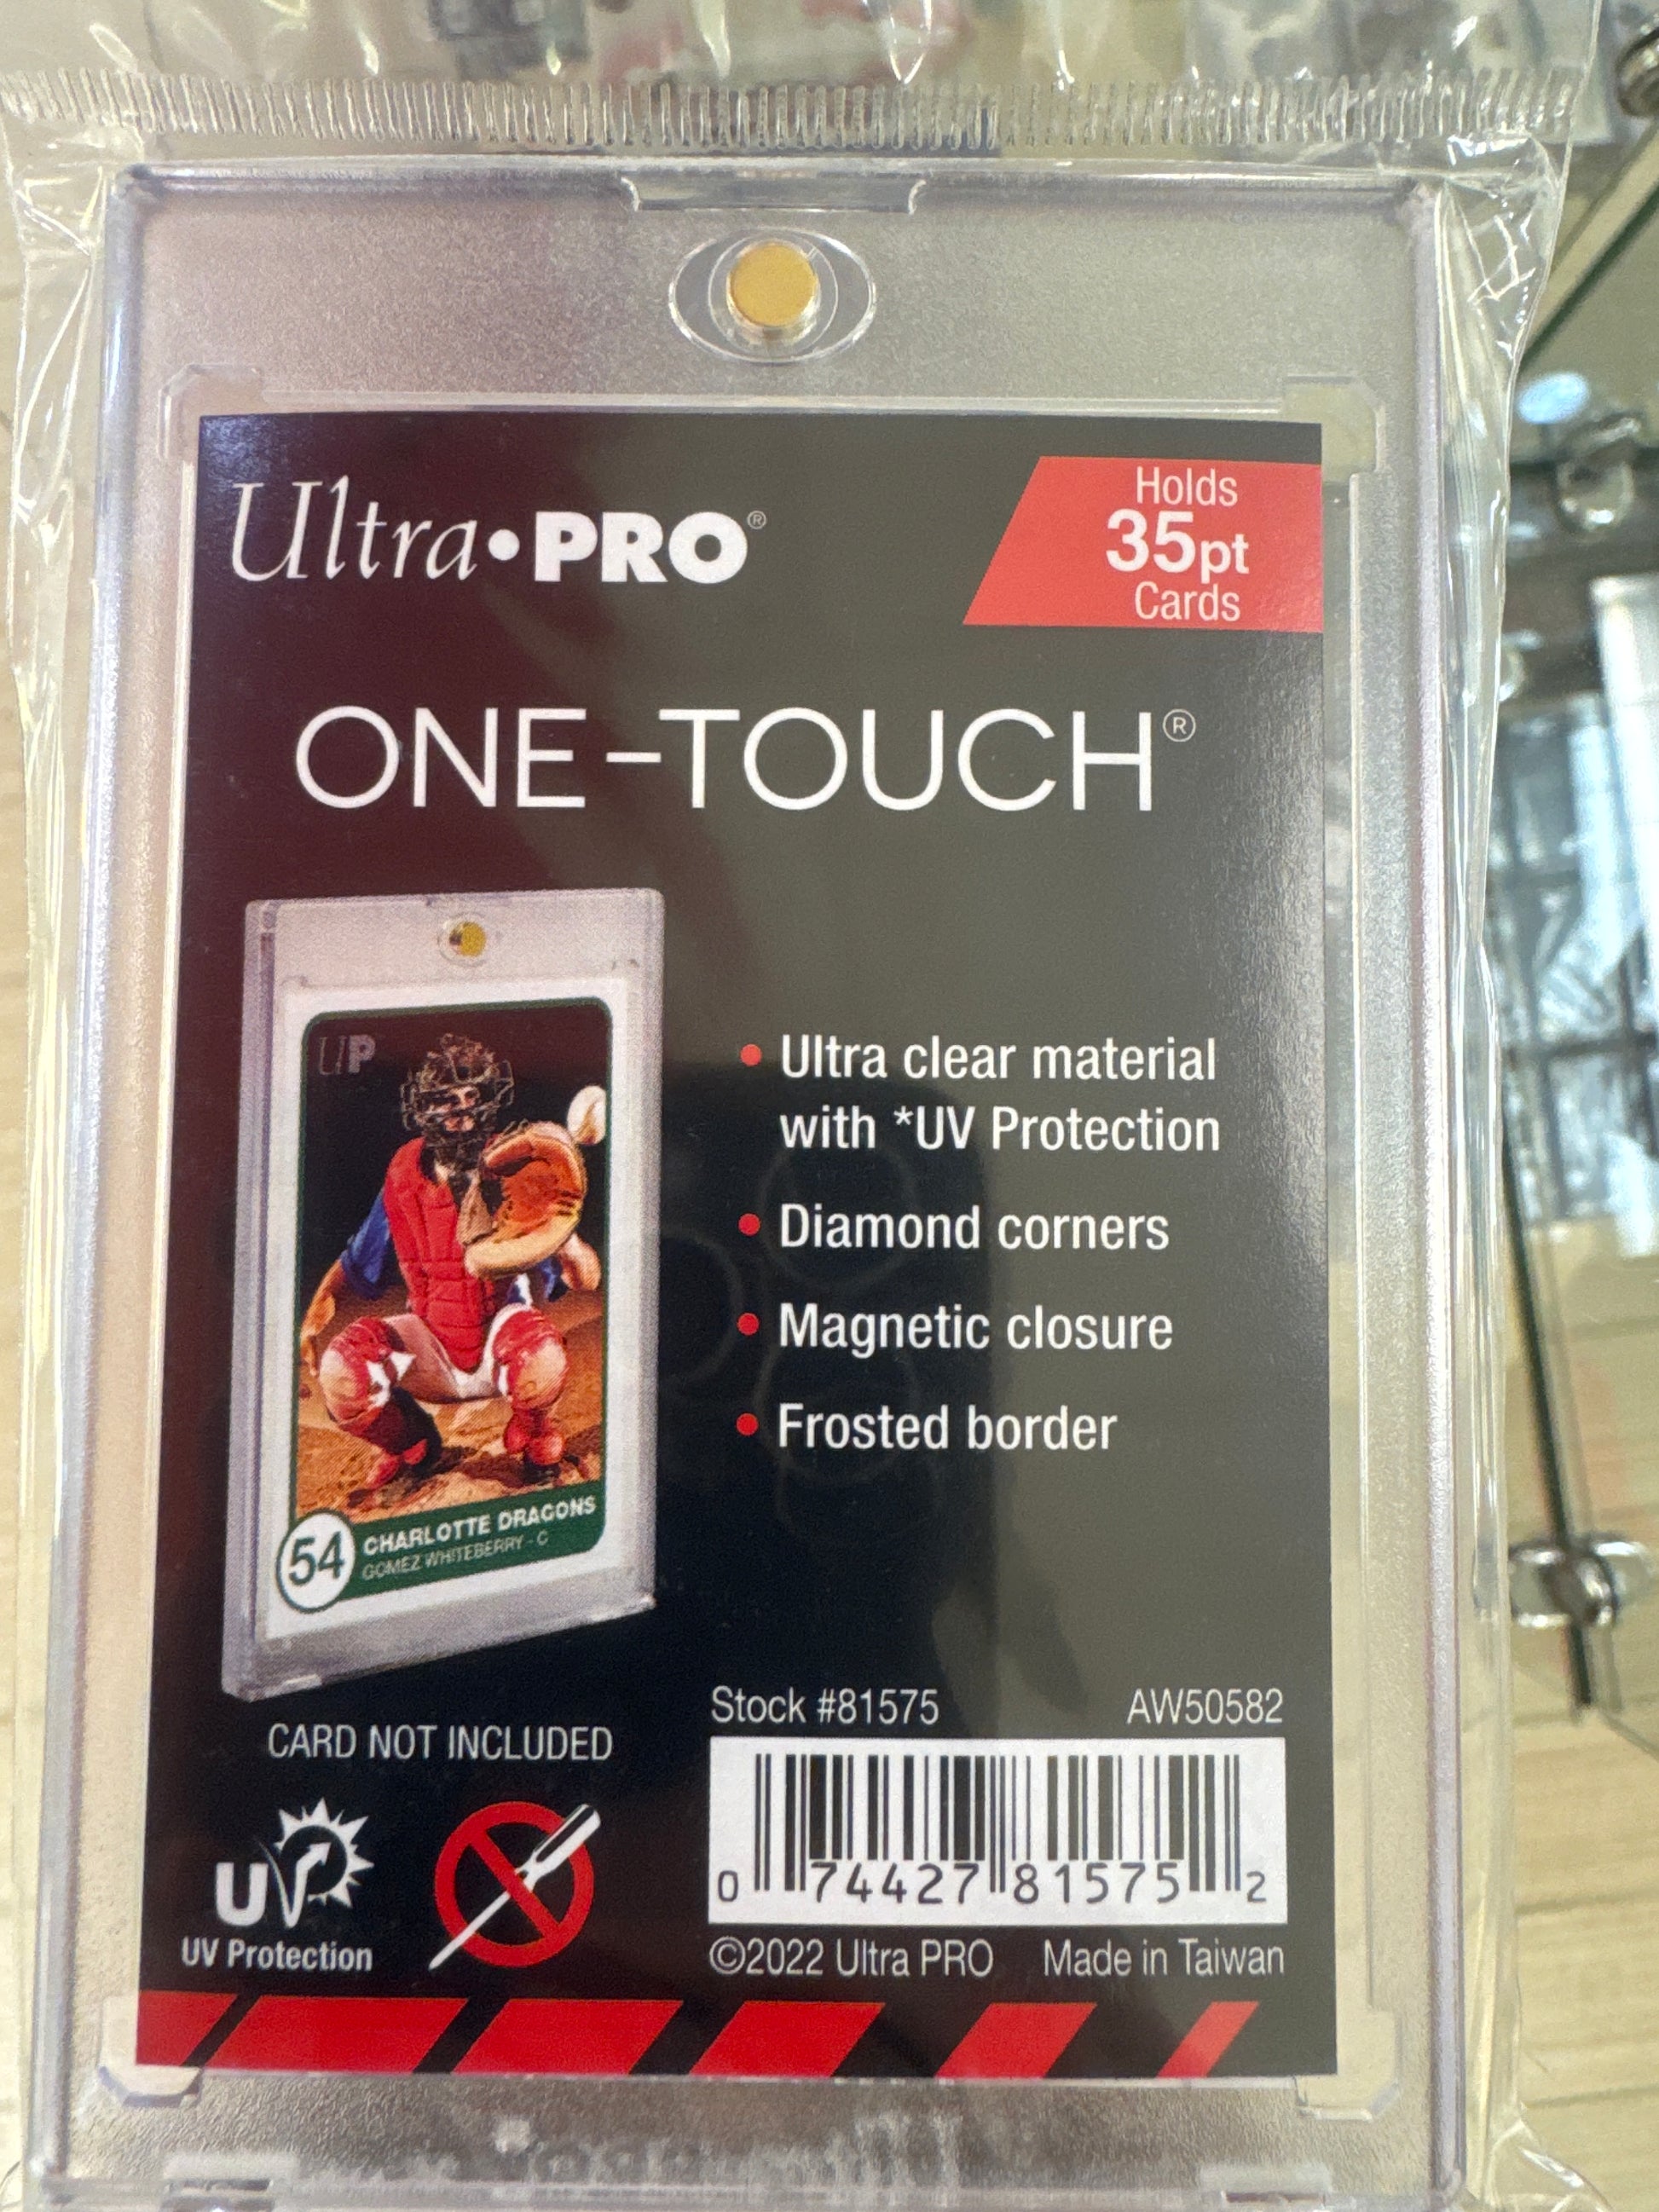 Ultra•PRO®
Holds
35pt
Cards
ONE-TOUCH®
UP
54
CHARLOTTE DRAGONS
GOMEZ WHITEBERRY - C
• Ultra clear material
with *UV Protection
• Diamond corners
• Magnetic closure
• Frosted border
CARD NOT INCLUDED
UV
UV Protection
Stock #81575 AW50582
0 74427 81575 2
©2022 Ultra PRO Made in Taiwan